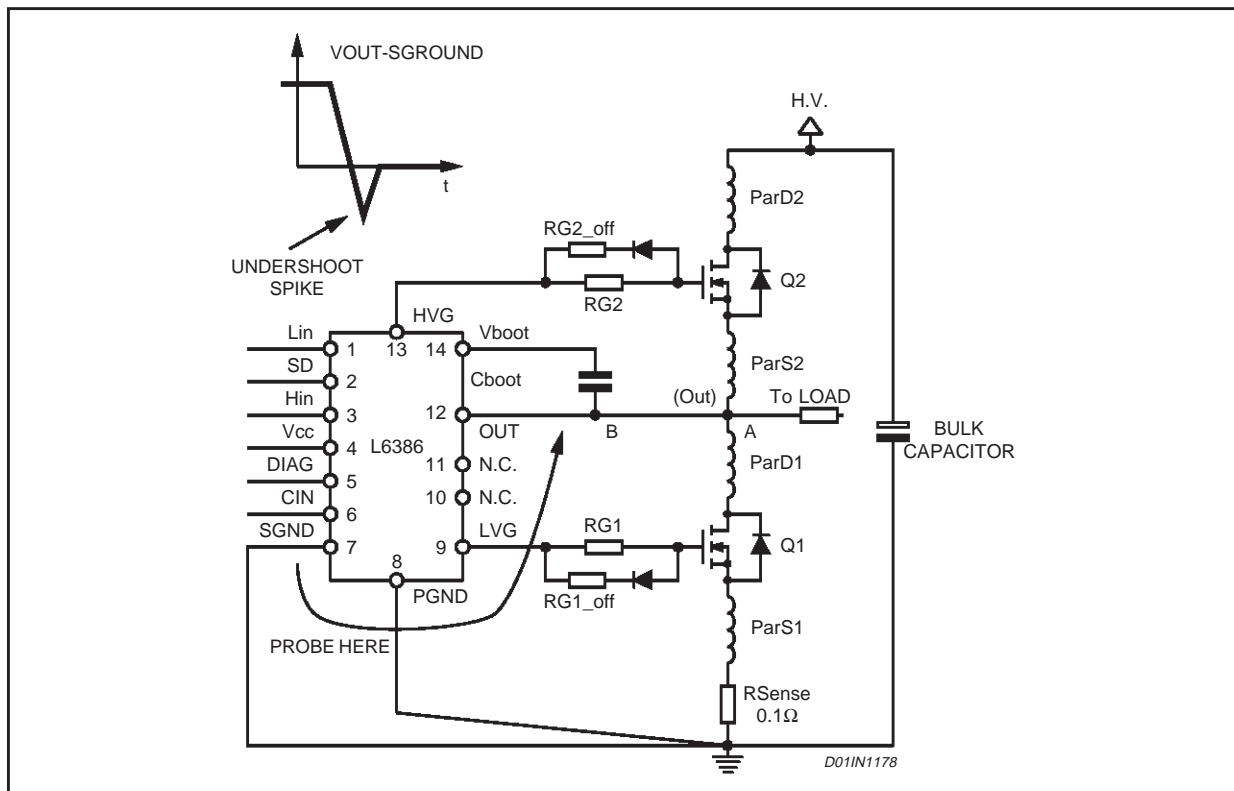 VOUT-SGROUND
t
UNDERSHOOT
SPIKE
H.V.
ParD2
RG2_off
RG2
Q2
HVG
13
Lin
1
Vboot
14
SD
2
Cboot
ParS2
Hin
3
12
OUT
(Out)
To LOAD
B
A
BULK
CAPACITOR
Vcc
4
L6386
ParD1
DIAG
5
11
N.C.
CIN
6
10
N.C.
SGND
7
9
LVG
RG1
Q1
8
PGND
RG1_off
ParS1
PROBE HERE
RSense
0.1Ω
D01IN1178